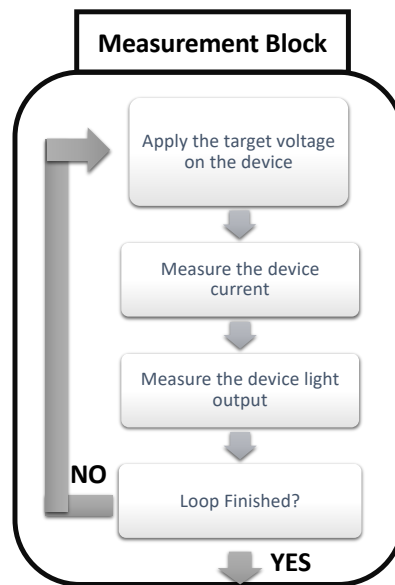 Measurement Block
Apply the target voltage
on the device
Measure the device
current
Measure the device light
output
NO
Loop Finished?
YES